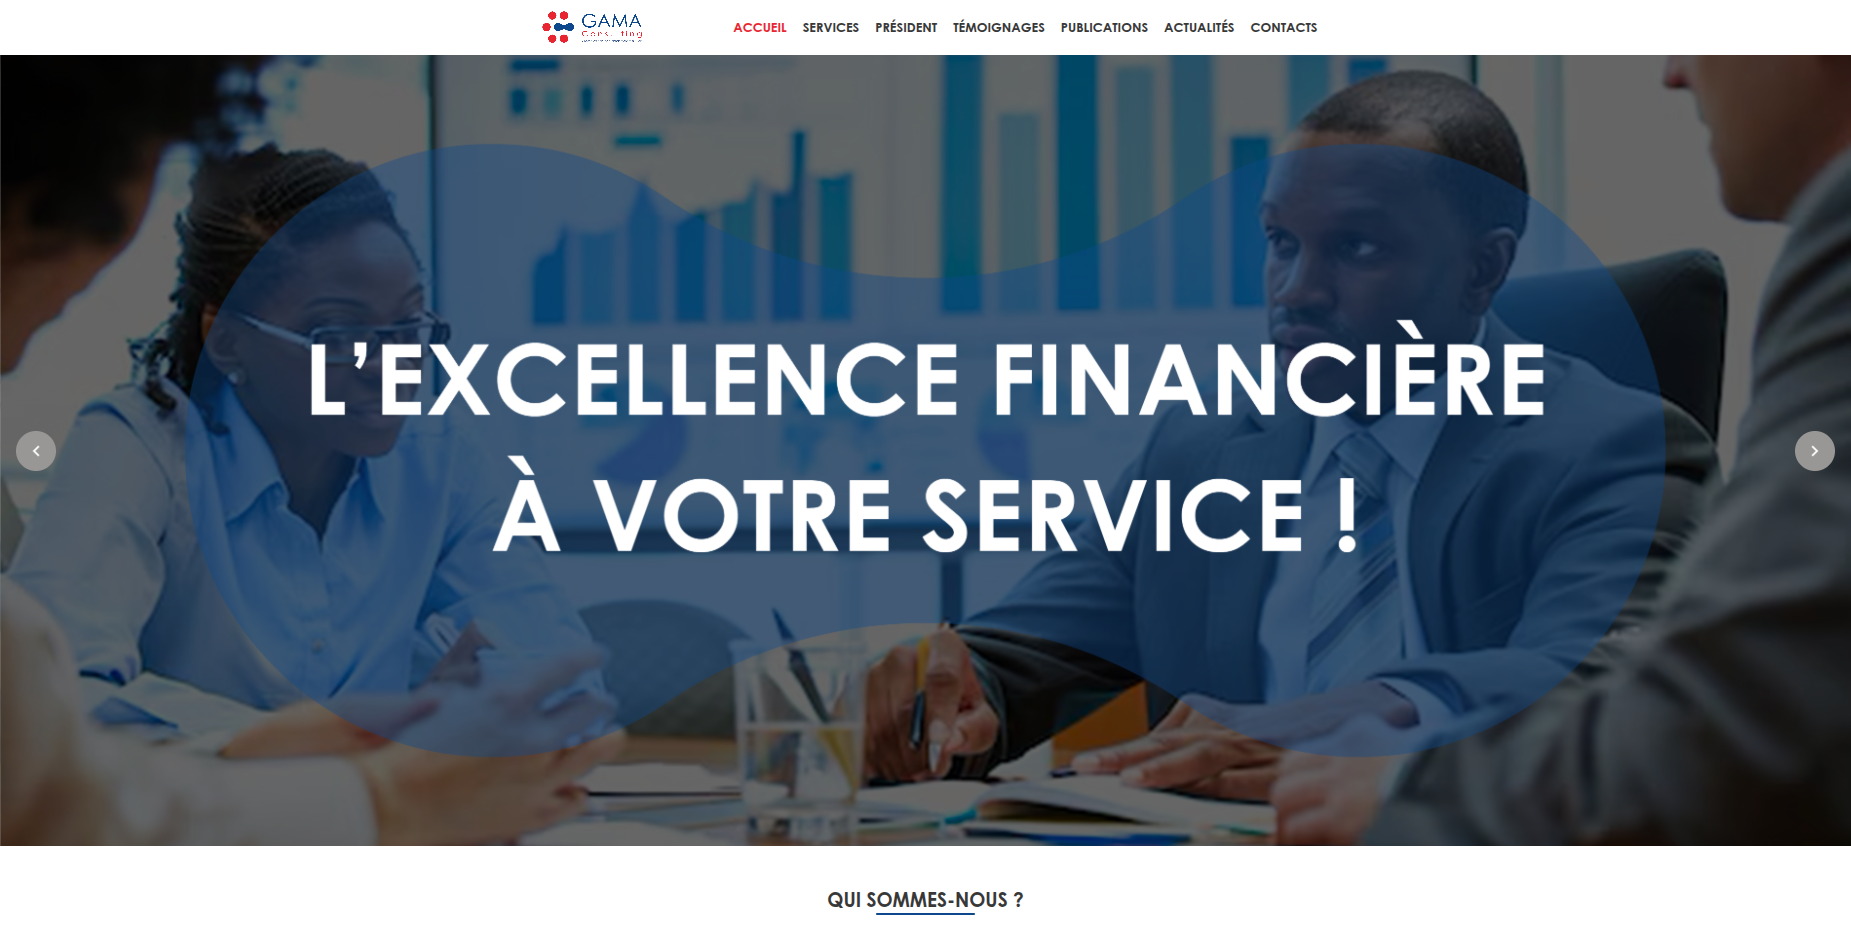 GAMA
Consulting
ACCUEIL SERVICES PRÉSIDENT TÉMOIGNAGES PUBLICATIONS ACTUALITÉS CONTACTS
L’EXCELLENCE FINANCIÈRE
À VOTRE SERVICE !
QUI SOMMES-NOUS ?